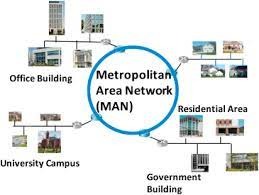 Office Building
Metropolitan
Area Network
(MAN)
Residential Area
University Campus
Government
Building